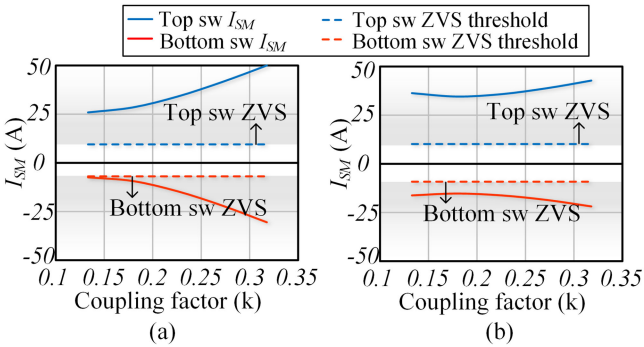 Top sw I_SM Top sw ZVS threshold
Bottom sw I_SM Bottom sw ZVS threshold
50
25
0
-25
-50
I_SM (A)
Top sw ZVS
Bottom sw ZVS
0.1 0.15 0.2 0.25 0.3 0.35
Coupling factor (k)
(a)
50
25
0
-25
-50
I_SM (A)
Top sw ZVS
Bottom sw ZVS
0.1 0.15 0.2 0.25 0.3 0.35
Coupling factor (k)
(b)